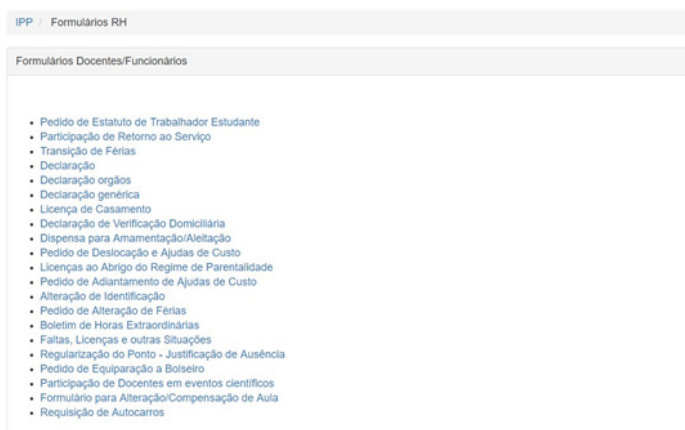 IPP / Formulários RH
Formulários Docentes/Funcionários
Pedido de Estatuto de Trabalhador Estudante
Participação de Retorno ao Serviço
Transição de Férias
Declaração
Declaração orgãos
Declaração genérica
Licença de Casamento
Declaração de Verificação Domiciliária
Dispensa para Amamentação/Aleitação
Pedido de Deslocação e Ajudas de Custo
Licenças ao Abrigo do Regime de Parentalidade
Pedido de Adiantamento de Ajudas de Custo
Alteração de Identificação
Pedido de Alteração de Férias
Boletim de Horas Extraordinárias
Faltas, Licenças e outras Situações
Regularização do Ponto - Justificação de Ausência
Pedido de Equiparação a Bolseiro
Participação de Docentes em eventos científicos
Formulário para Alteração/Compensação de Aula
Requisição de Autocarros